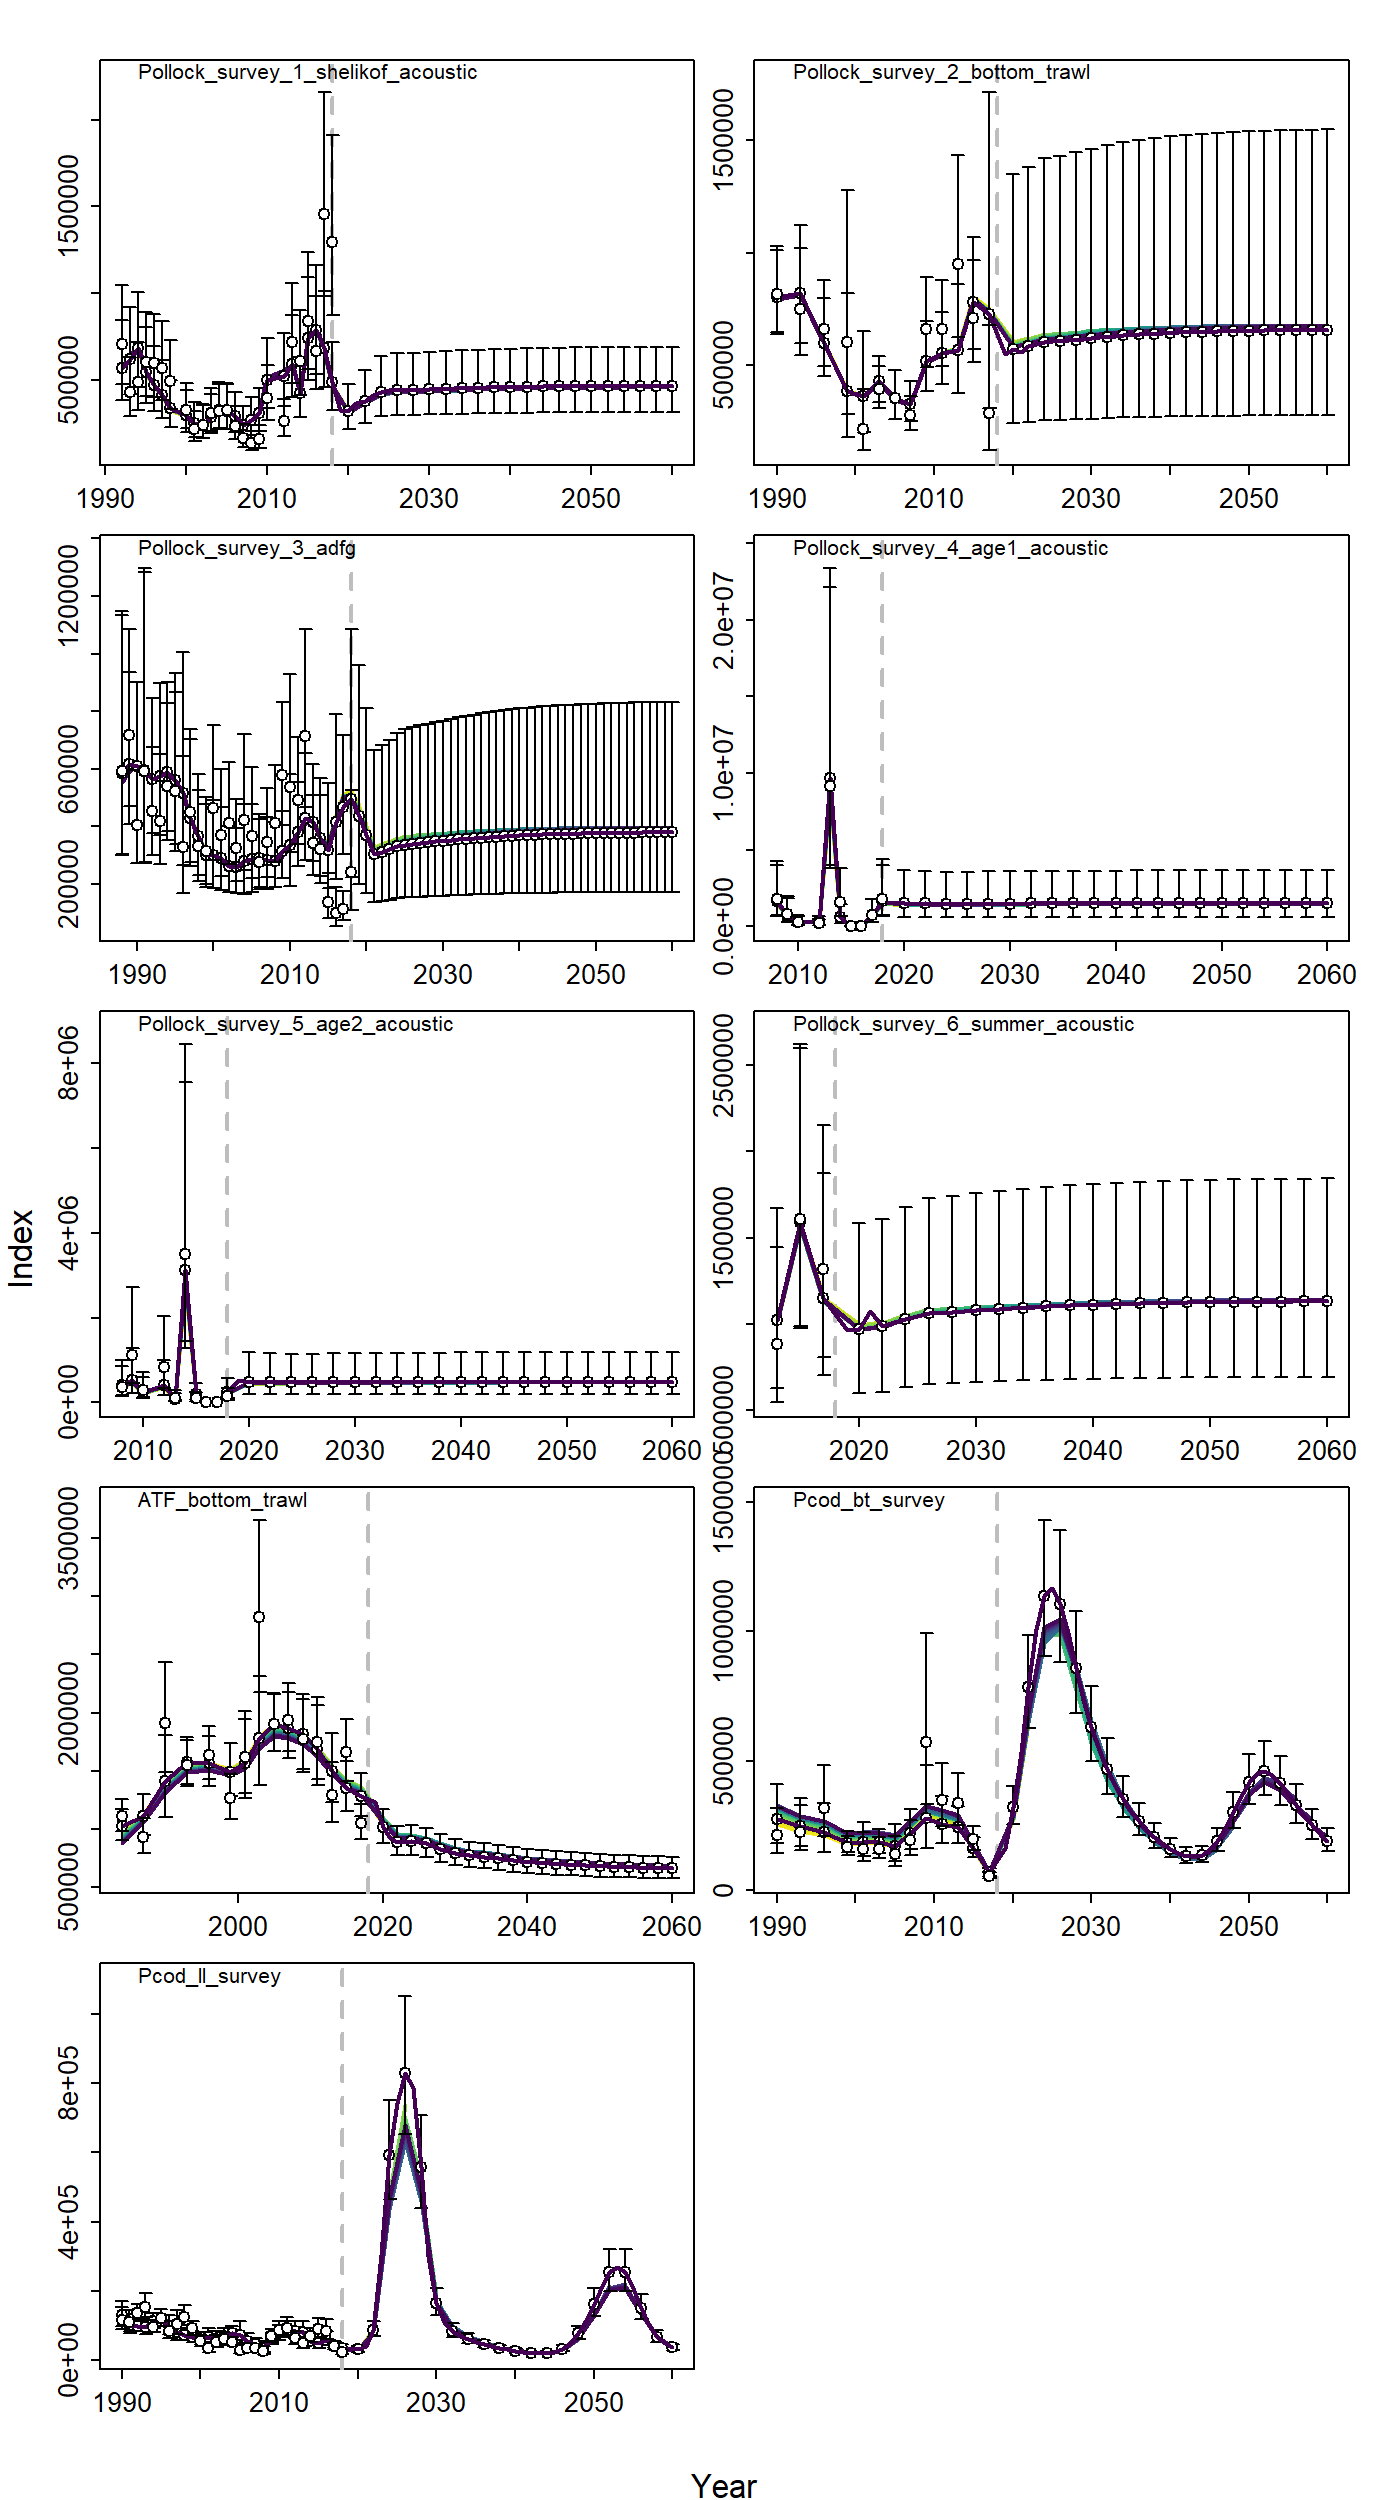 Pollock_survey_1_shelikof_acoustic
500000 1500000
1990 2010 2030 2050
Pollock_survey_2_bottom_trawl
500000 1500000
1990 2010 2030 2050
Pollock_survey_3_adfg
200000 600000 1200000
1990 2010 2030 2050
Pollock_survey_4_age1_acoustic
0.0e+00 1.0e+07 2.0e+07
2010 2020 2030 2040 2050 2060
Pollock_survey_5_age2_acoustic
0e+00 4e+06 8e+06
2010 2020 2030 2040 2050 2060
Pollock_survey_6_summer_acoustic
500000 1500000 2500000
2020 2030 2040 2050 2060
Index
ATF_bottom_trawl
500000 2000000 3500000
2000 2020 2040 2060
Pcod_bt_survey
0 500000 1000000 1500000
1990 2010 2030 2050
Pcod_ll_survey
0e+00 4e+05 8e+05
1990 2010 2030 2050
Year